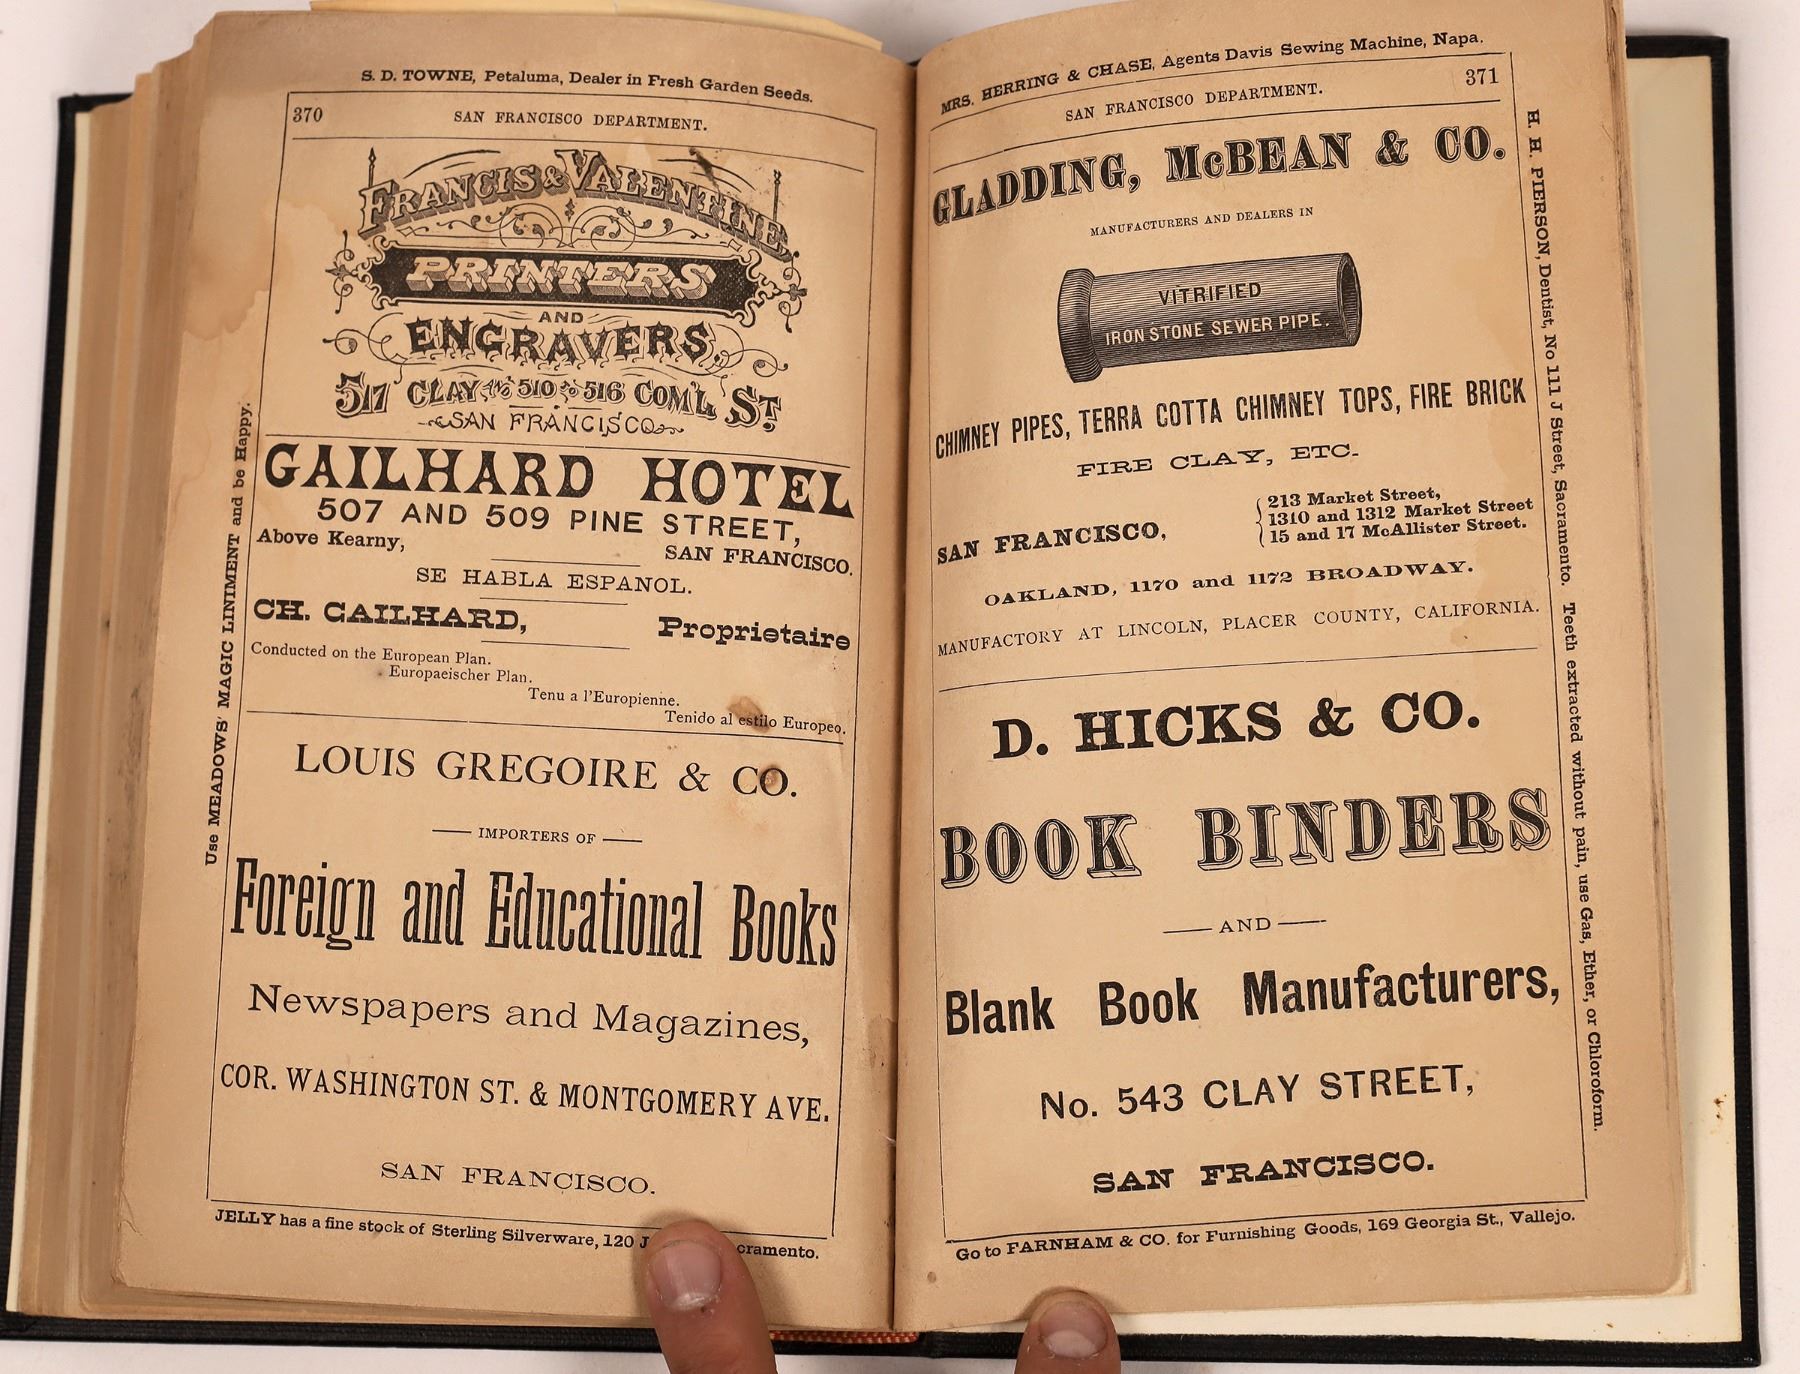 S. D. TOWNE, Petaluma, Dealer in Fresh Garden Seeds.
370
SAN FRANCISCO DEPARTMENT.
FRANCIS & VALENTINE
PRINTERS
AND
ENGRAVERS.
517 CLAY AND 510 TO 516 COM'L ST
SAN FRANCISCO
GAILHARD HOTEL
507 AND 509 PINE STREET,
Above Kearny, SAN FRANCISCO.
SE HABLA ESPANOL.
CH. GAILHARD, Proprietaire
Conducted on the European Plan.
Europaeischer Plan.
Tenu a l'Europienne.
Tenido al estilo Europeo.
LOUIS GREGOIRE & CO.
IMPORTERS OF
Foreign and Educational Books
Newspapers and Magazines,
COR. WASHINGTON ST. & MONTGOMERY AVE.
SAN FRANCISCO.
JELLY has a fine stock of Sterling Silverware, 120 J cramento.
Use MEADOWS' MAGIC LINIMENT and be Happy.
MRS. HERRING & CHASE, Agents Davis Sewing Machine, Napa.
SAN FRANCISCO DEPARTMENT.
371
GLADDING, McBEAN & CO.
MANUFACTURERS AND DEALERS IN
VITRIFIED
IRON STONE SEWER PIPE.
CHIMNEY PIPES, TERRA COTTA CHIMNEY TOPS, FIRE BRICK
FIRE CLAY, ETC.
SAN FRANCISCO,
213 Market Street,
1310 and 1312 Market Street
15 and 17 McAllister Street.
OAKLAND, 1170 and 1172 BROADWAY.
MANUFACTORY AT LINCOLN, PLACER COUNTY, CALIFORNIA.
D. HICKS & CO.
BOOK BINDERS
AND
Blank Book Manufacturers,
No. 543 CLAY STREET,
SAN FRANCISCO.
Go to FARNHAM & CO. for Furnishing Goods, 169 Georgia St., Vallejo.
H. H. PIERSON, Dentist, No 111 J Street, Sacramento. Teeth extracted without pain, use Gas, Ether, or Chloroform.